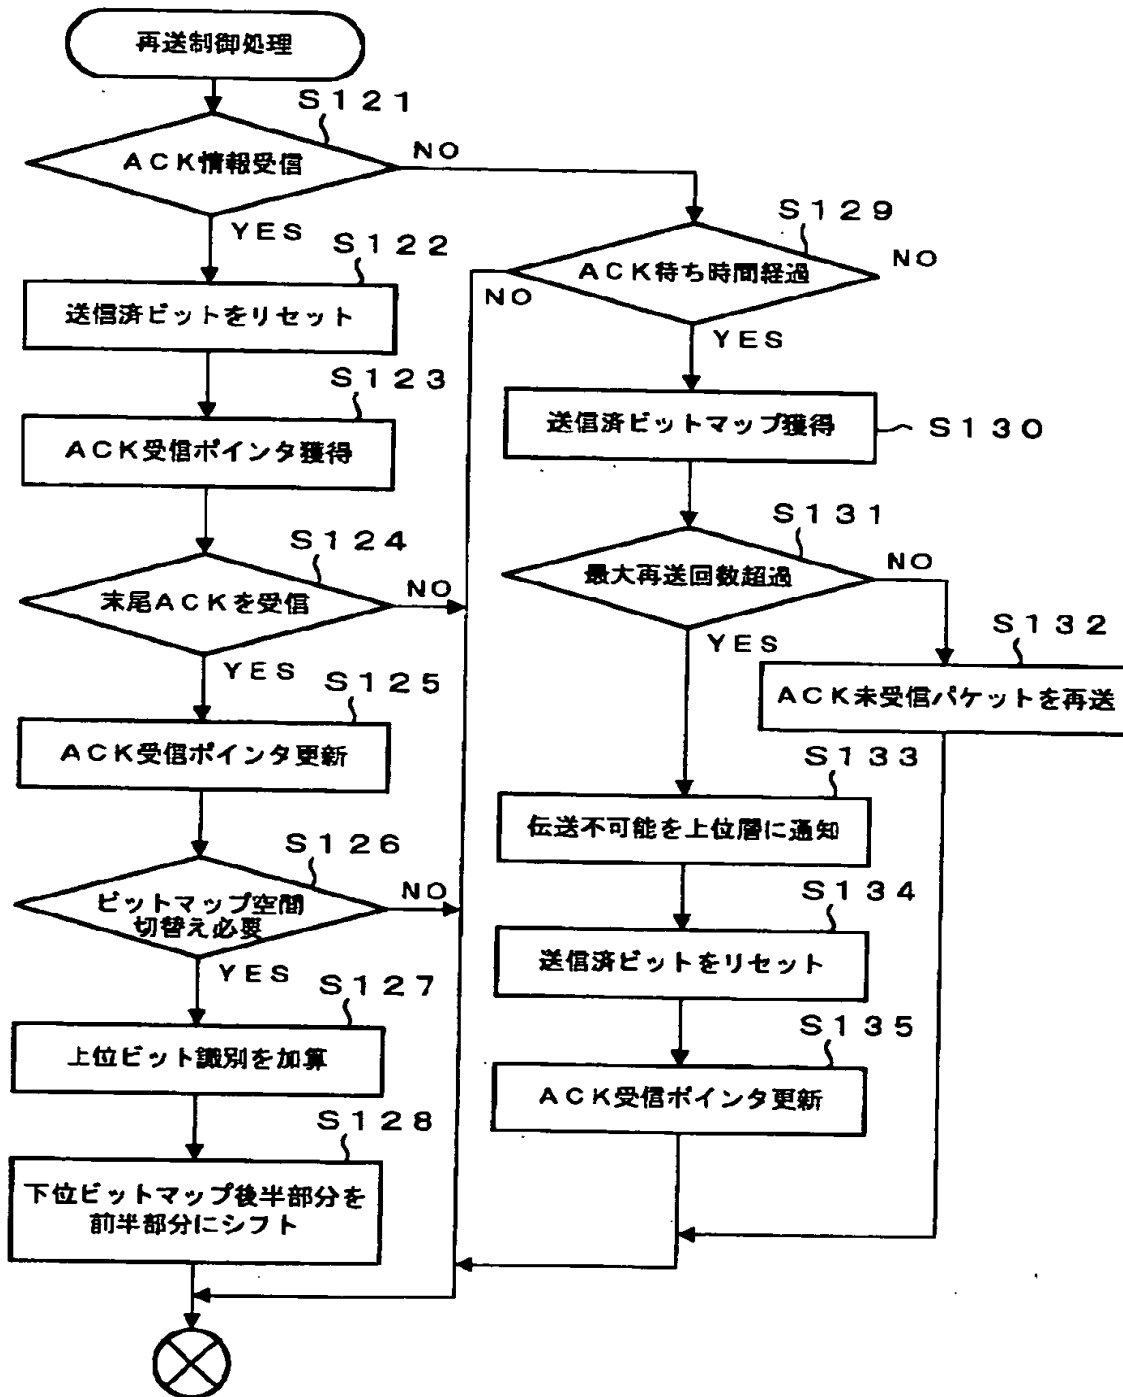 再送制御処理
S121
ACK情報受信
NO
YES
S122
送信済ビットをリセット
S123
ACK受信ポインタ獲得
S124
末尾ACKを受信
NO
YES
S125
ACK受信ポインタ更新
S126
ビットマップ空間
切替え必要
NO
YES
S127
上位ビット識別を加算
S128
下位ビットマップ後半部分を
前半部分にシフト
S129
ACK待ち時間経過
NO
NO
YES
送信済ビットマップ獲得
S130
S131
最大再送回数超過
NO
YES
S132
ACK未受信パケットを再送
S133
伝送不可能を上位層に通知
S134
送信済ビットをリセット
S135
ACK受信ポインタ更新